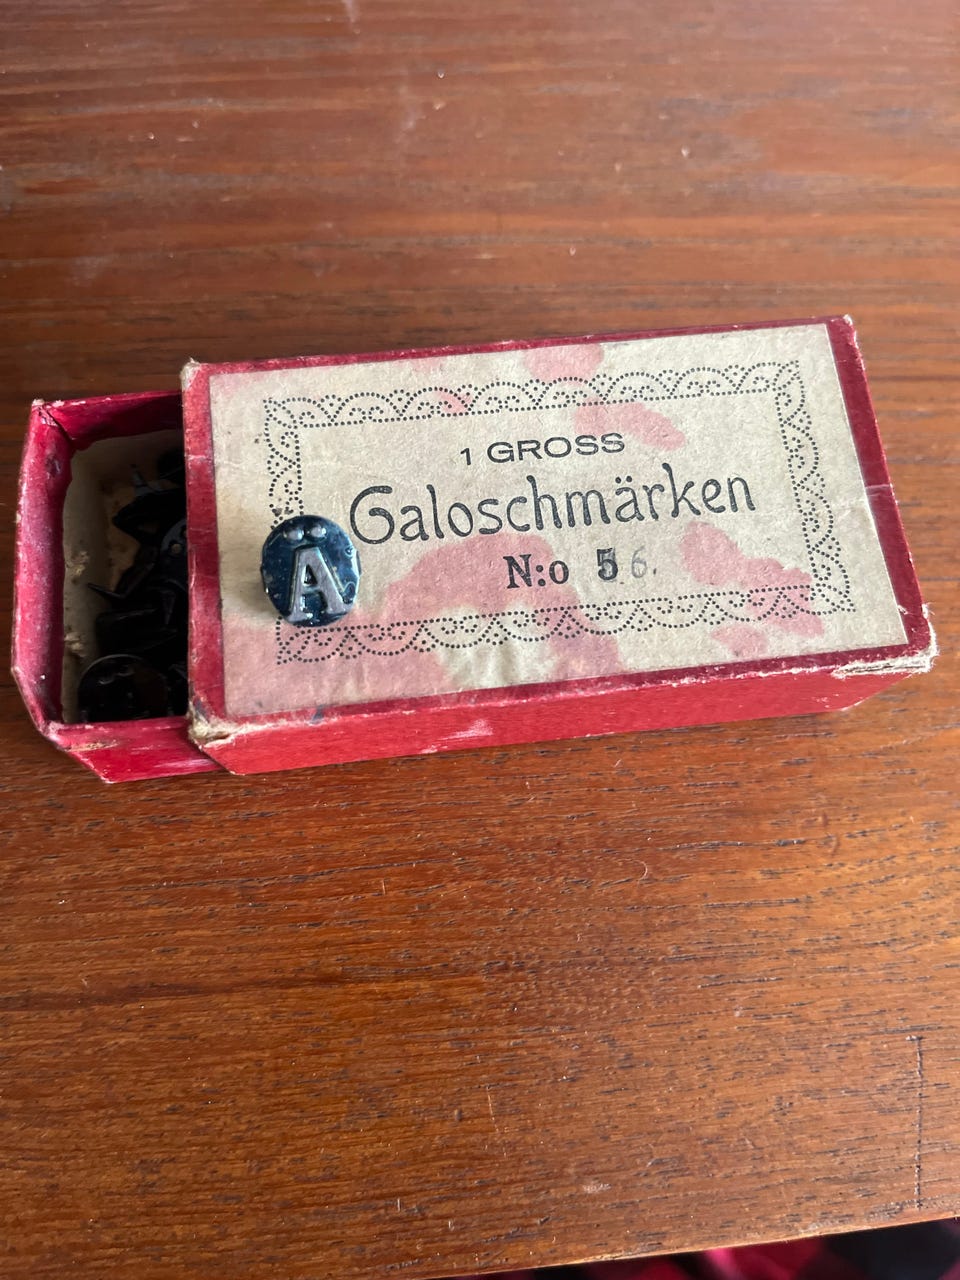 1 GROSS
Galoschmärken
N:o 56.
Ä